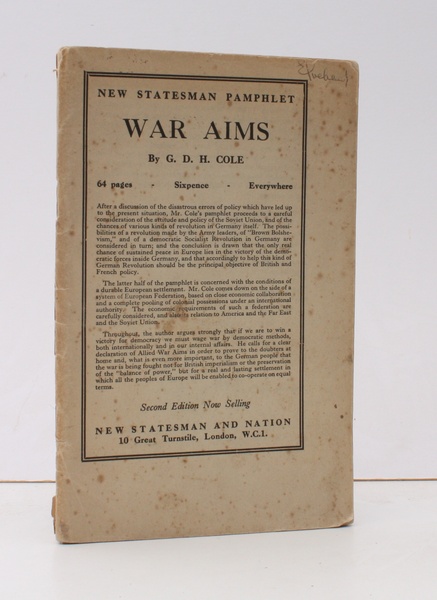 NEW STATESMAN PAMPHLET
WAR AIMS
By G. D. H. COLE
64 pages - Sixpence - Everywhere
After a discussion of the disastrous errors of policy which have led up
to the present situation, Mr. Cole's pamphlet proceeds to a careful
consideration of the attitude and policy of the Soviet Union, and of the
chances of various kinds of revolution in Germany itself. The possi-
bilities of a revolution made by the Army leaders, of "Brown Bolshe-
vism," and of a democratic Socialist Revolution in Germany are
considered in turn; and the conclusion is drawn that the only real
chance of sustained peace in Europe lies in the victory of the demo-
cratic forces inside Germany, and that accordingly to help this kind of
German Revolution should be the principal objective of British and
French policy.
The latter half of the pamphlet is concerned with the conditions of
a durable European settlement. Mr. Cole comes down on the side of a
system of European Federation, based on close economic collaboration
and a complete pooling of colonial possessions under an international
authority. The economic requirements of such a federation are
carefully considered, and also its relation to America and the Far East
and the Soviet Union.
Throughout, the author argues strongly that if we are to win a
victory for democracy we must wage war by democratic methods,
both internationally and in our internal affairs. He calls for a clear
declaration of Allied War Aims in order to prove to the doubters at
home and, what is even more important, to the German people that
the war is being fought not for British imperialism or the preservation
of the "balance of power," but for a real and lasting settlement in
which all the peoples of Europe will be enabled to co-operate on equal
terms.
Second Edition Now Selling
NEW STATESMAN AND NATION
10 Great Turnstile, London, W.C.1.